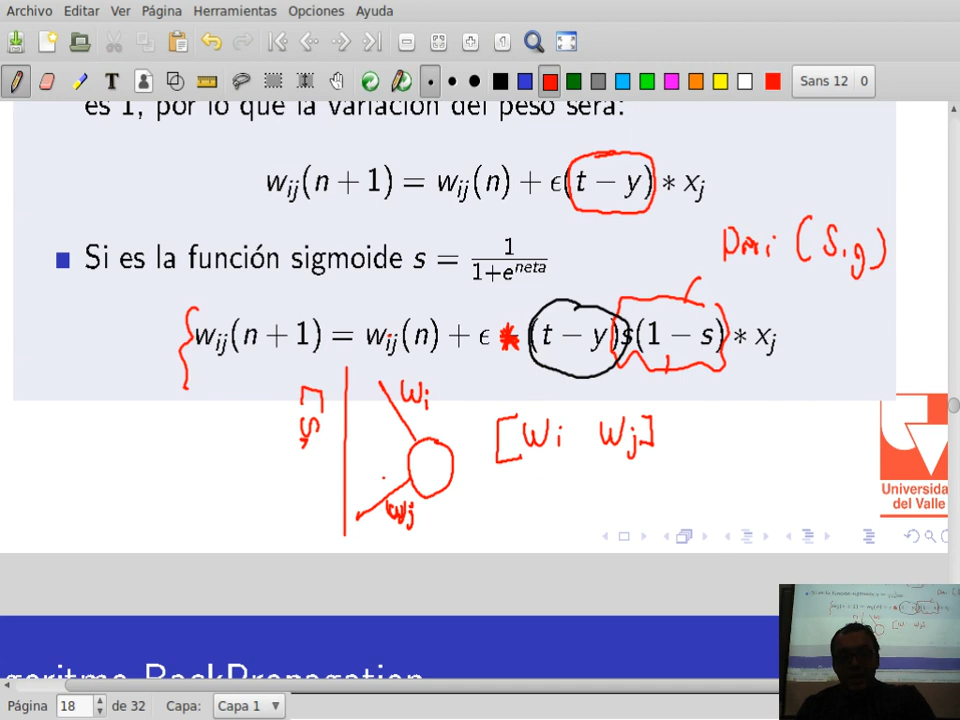 Archivo Editar Ver Página Herramientas Opciones Ayuda
T Sans 12 0
es 1, por lo que la variación del peso será:
w_ij(n + 1) = w_ij(n) + ϵ(t − y) * x_j
Si es la función sigmoide s = 1/(1+e^neta)
(Sig)
w_ij(n + 1) = w_ij(n) + ϵ * (t − y)s(1 − s) * x_j
wi
[wi wj]
wj
Universidad
del Valle
goritmo BackPropagation
Página 18 de 32 Capa: Capa 1